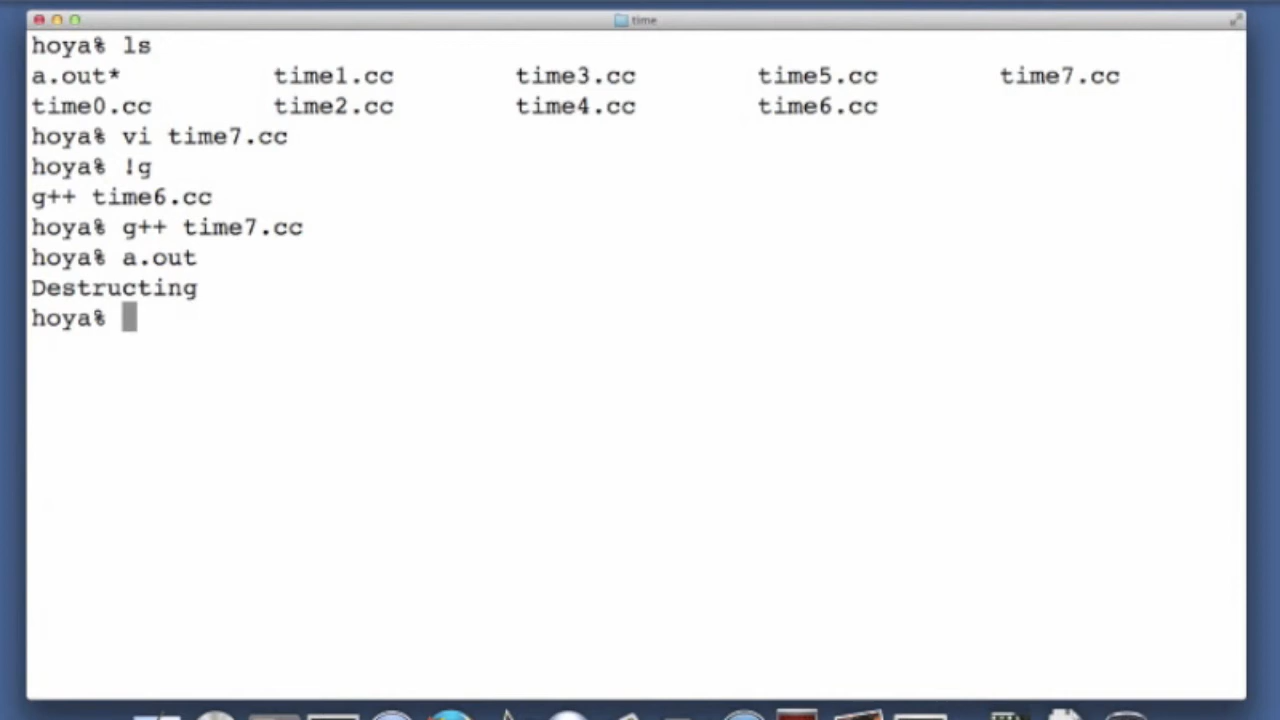 time
hoya% ls
a.out* time1.cc time3.cc time5.cc time7.cc
time0.cc time2.cc time4.cc time6.cc
hoya% vi time7.cc
hoya% !g
g++ time6.cc
hoya% g++ time7.cc
hoya% a.out
Destructing
hoya%